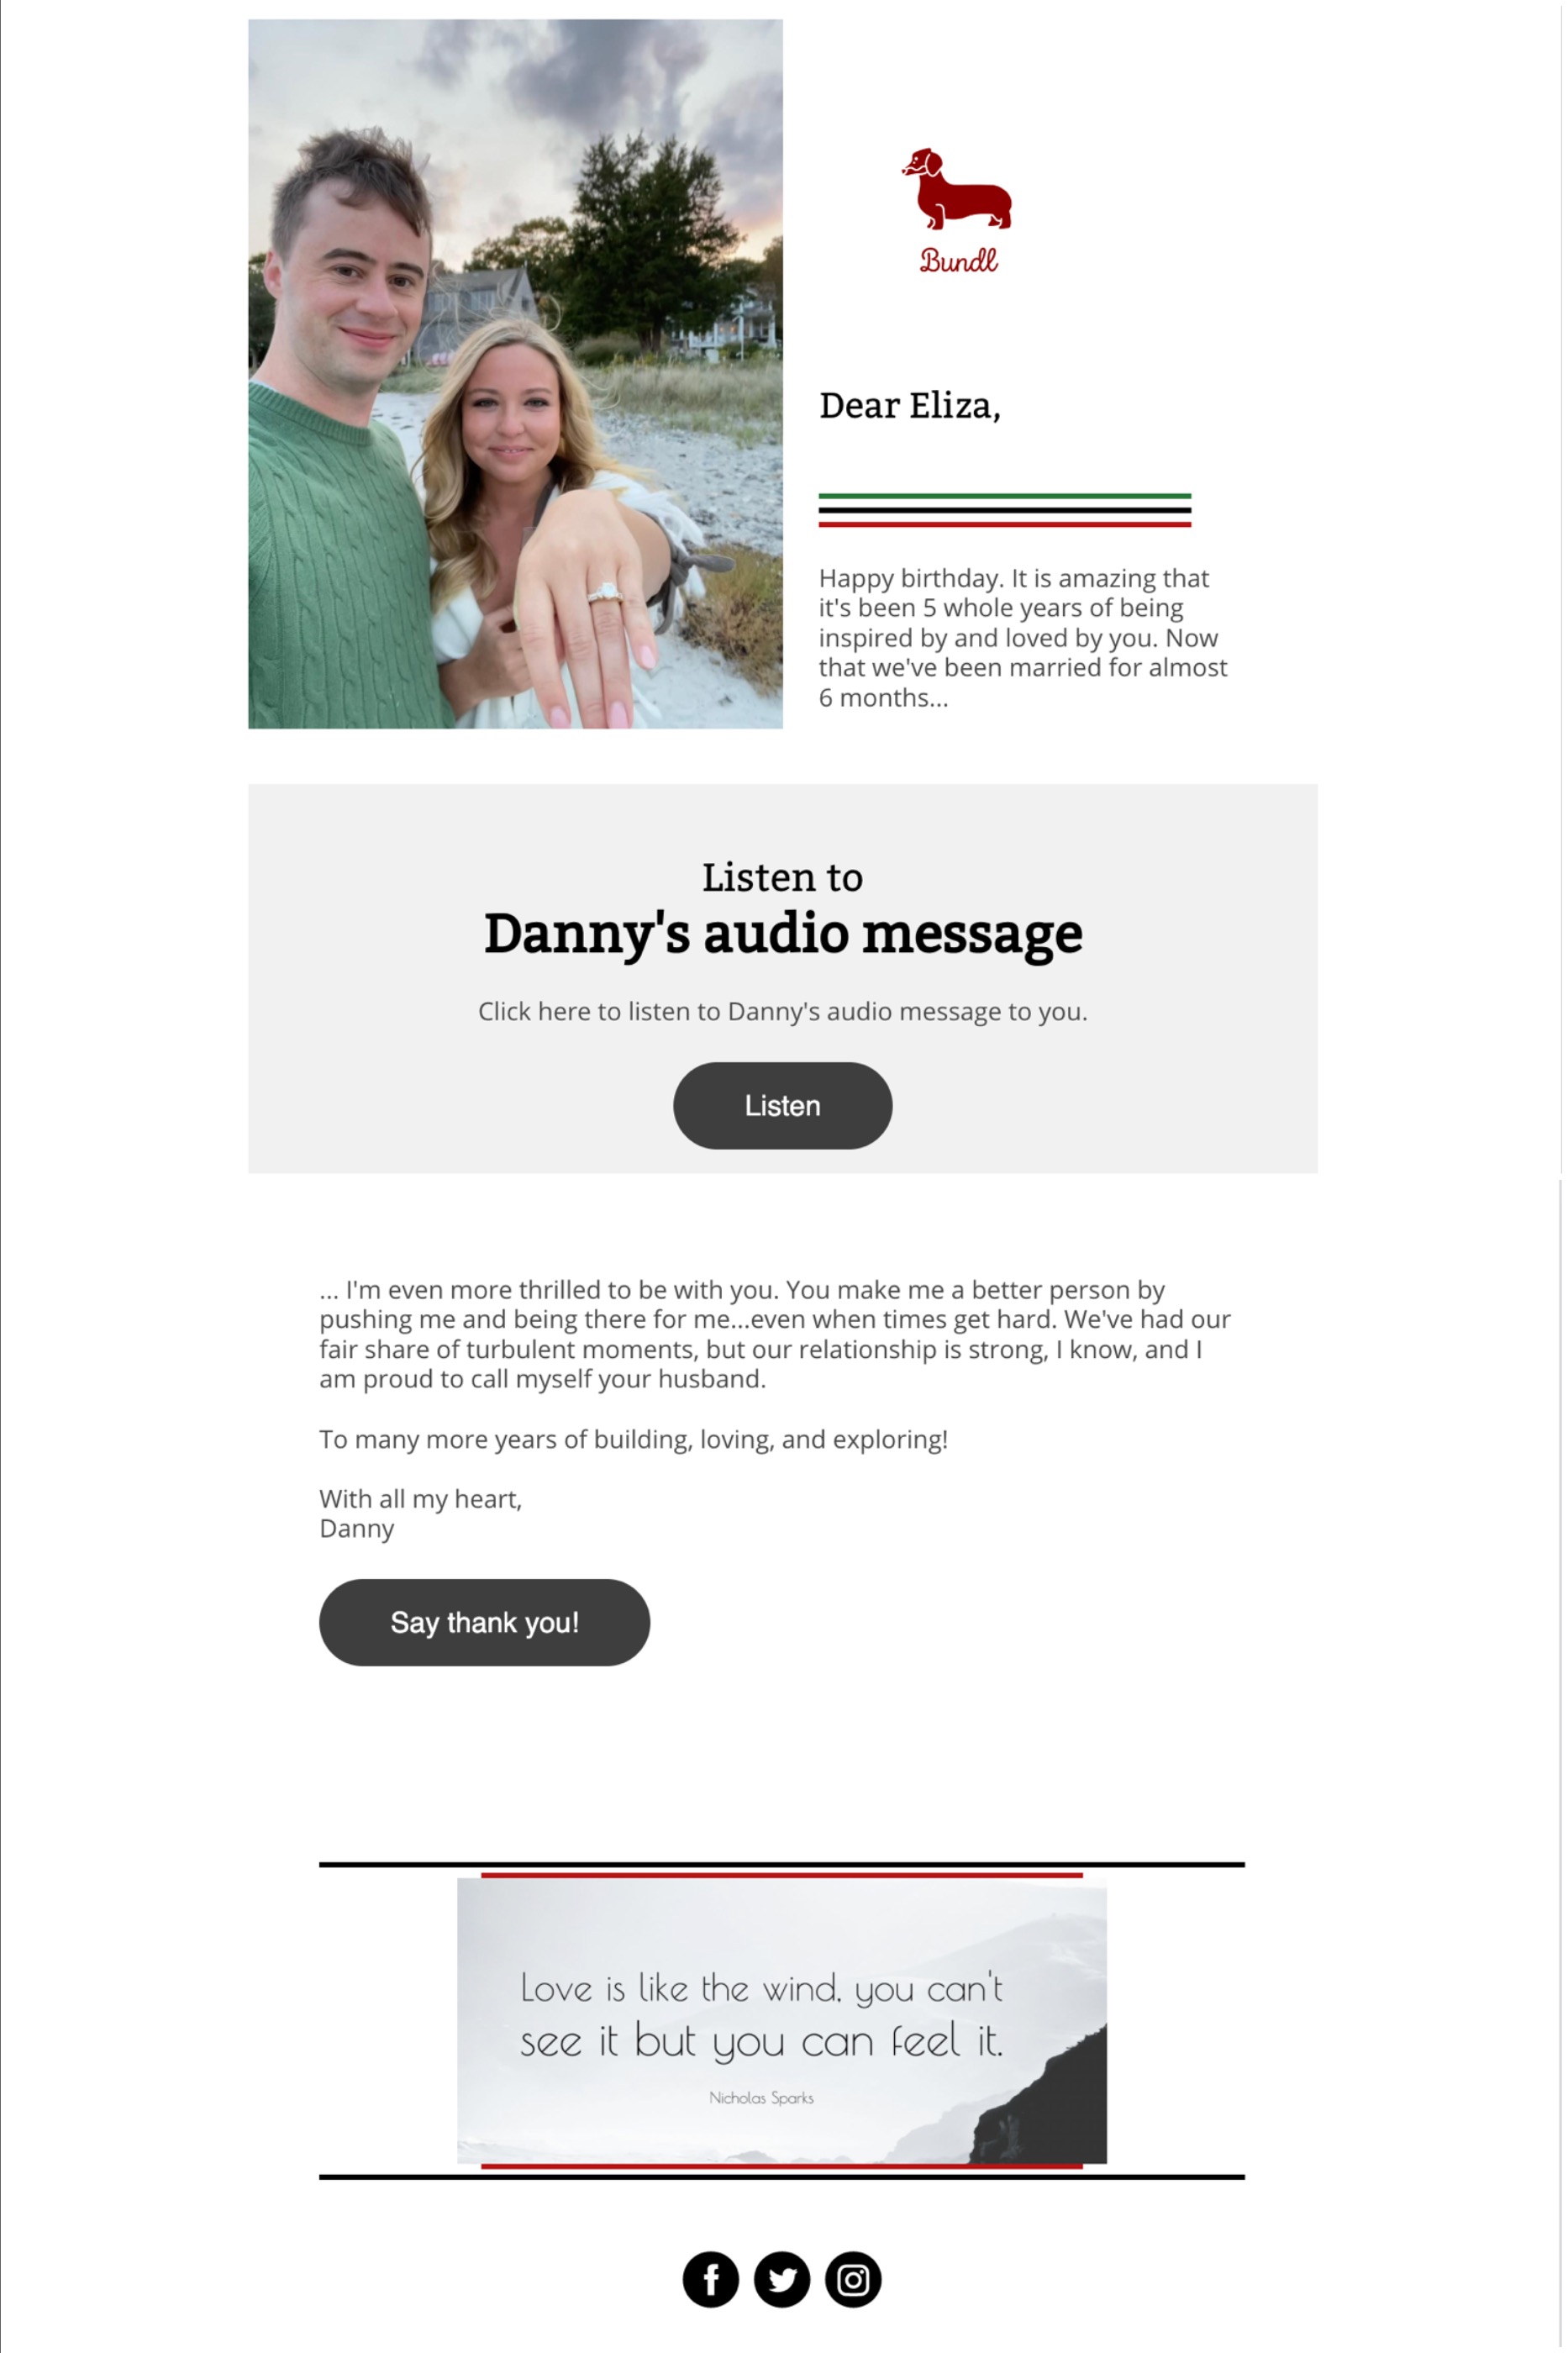 Bundl
Dear Eliza,
Happy birthday. It is amazing that
it's been 5 whole years of being
inspired by and loved by you. Now
that we've been married for almost
6 months...
Listen to
Danny's audio message
Click here to listen to Danny's audio message to you.
Listen
... I'm even more thrilled to be with you. You make me a better person by
pushing me and being there for me...even when times get hard. We've had our
fair share of turbulent moments, but our relationship is strong, I know, and I
am proud to call myself your husband.
To many more years of building, loving, and exploring!
With all my heart,
Danny
Say thank you!
Love is like the wind, you can't
see it but you can feel it.
Nicholas Sparks